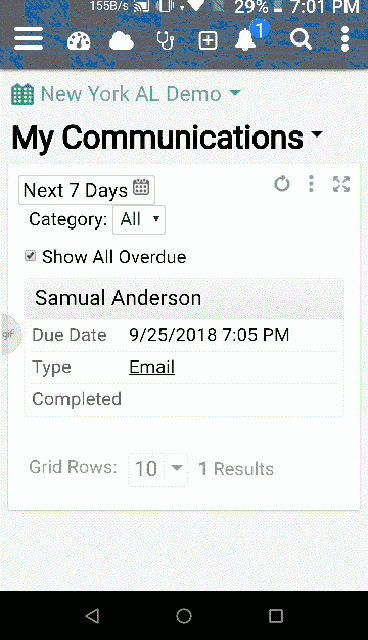 155B/s 29% 7:01 PM
1
New York AL Demo
My Communications
Next 7 Days
Category: All
Show All Overdue
Samual Anderson
Due Date 9/25/2018 7:05 PM
Type Email
Completed
gif
Grid Rows: 10 1 Results